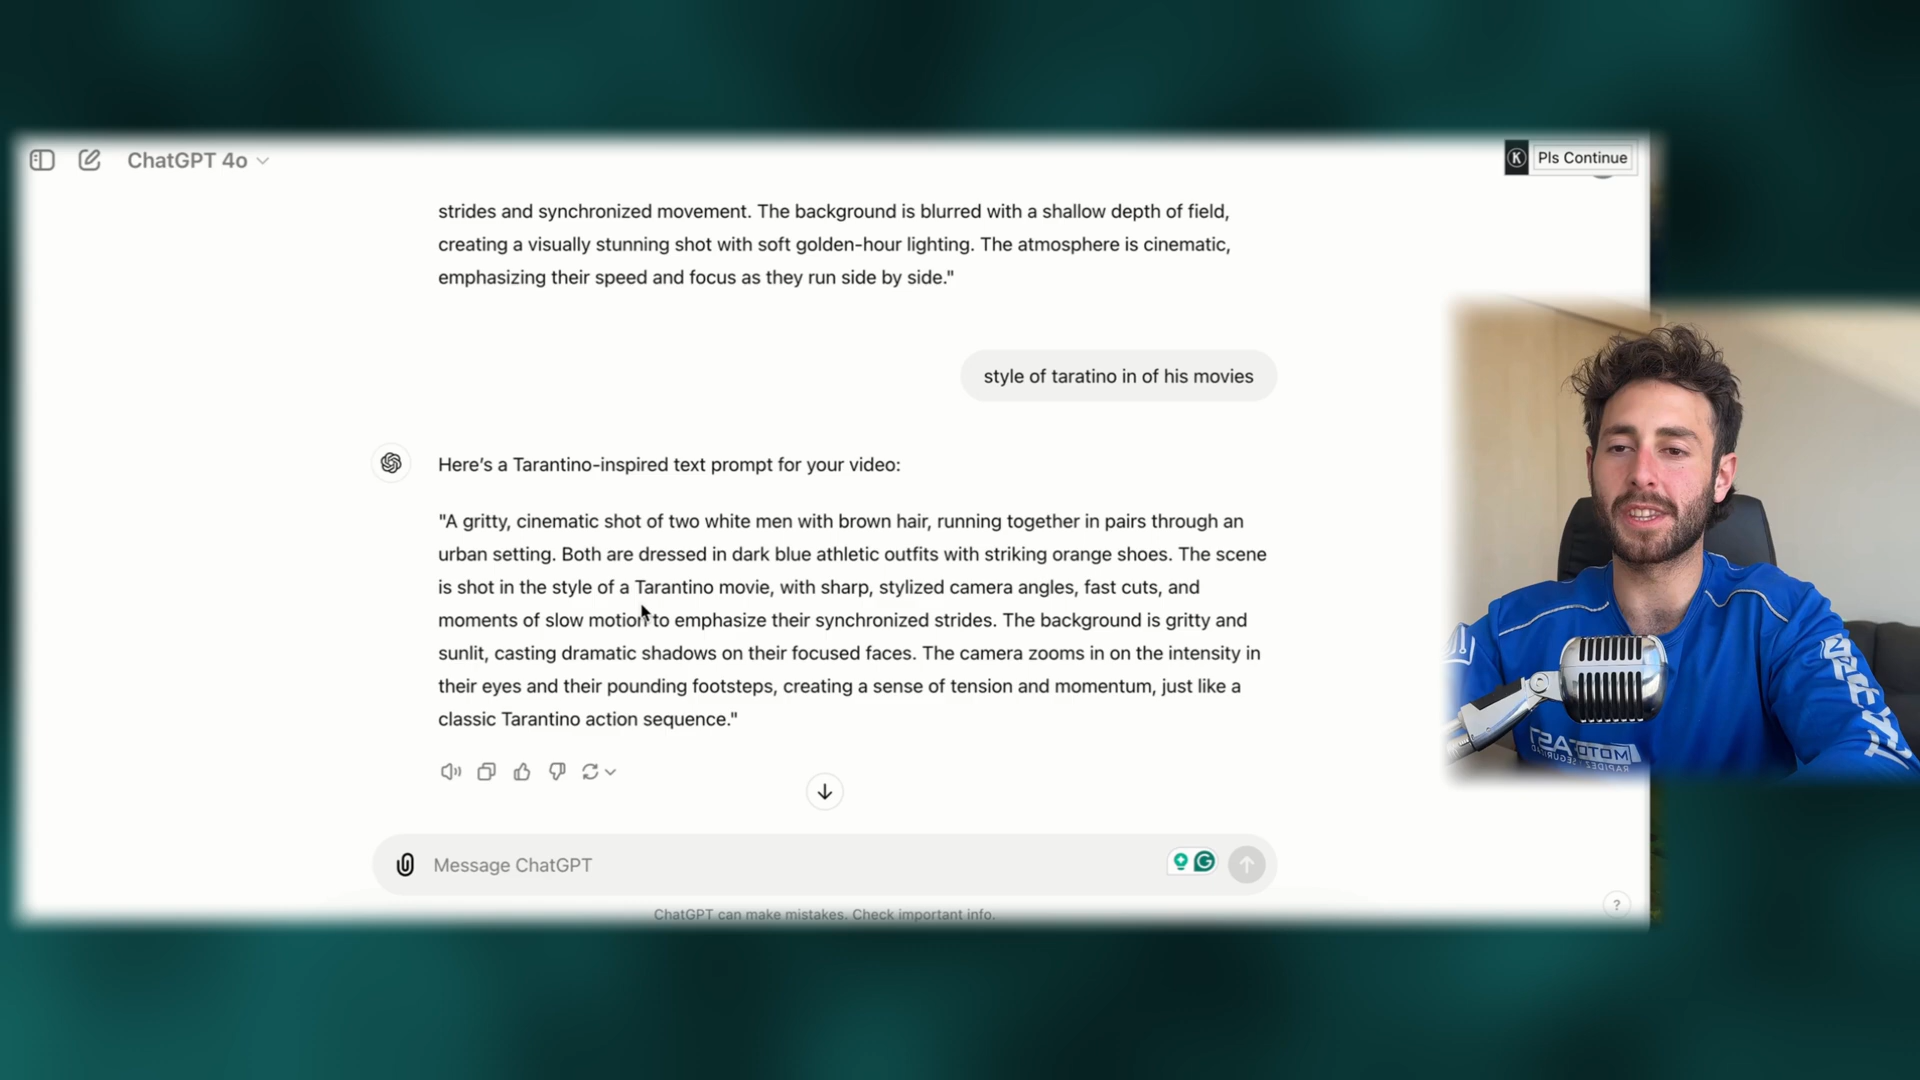 ChatGPT 4o
K Pls Continue
strides and synchronized movement. The background is blurred with a shallow depth of field,
creating a visually stunning shot with soft golden-hour lighting. The atmosphere is cinematic,
emphasizing their speed and focus as they run side by side."
style of taratino in of his movies
Here's a Tarantino-inspired text prompt for your video:
"A gritty, cinematic shot of two white men with brown hair, running together in pairs through an
urban setting. Both are dressed in dark blue athletic outfits with striking orange shoes. The scene
is shot in the style of a Tarantino movie, with sharp, stylized camera angles, fast cuts, and
moments of slow motion to emphasize their synchronized strides. The background is gritty and
sunlit, casting dramatic shadows on their focused faces. The camera zooms in on the intensity in
their eyes and their pounding footsteps, creating a sense of tension and momentum, just like a
classic Tarantino action sequence."
Message ChatGPT
ChatGPT can make mistakes. Check important info.
?
MOTO FAST